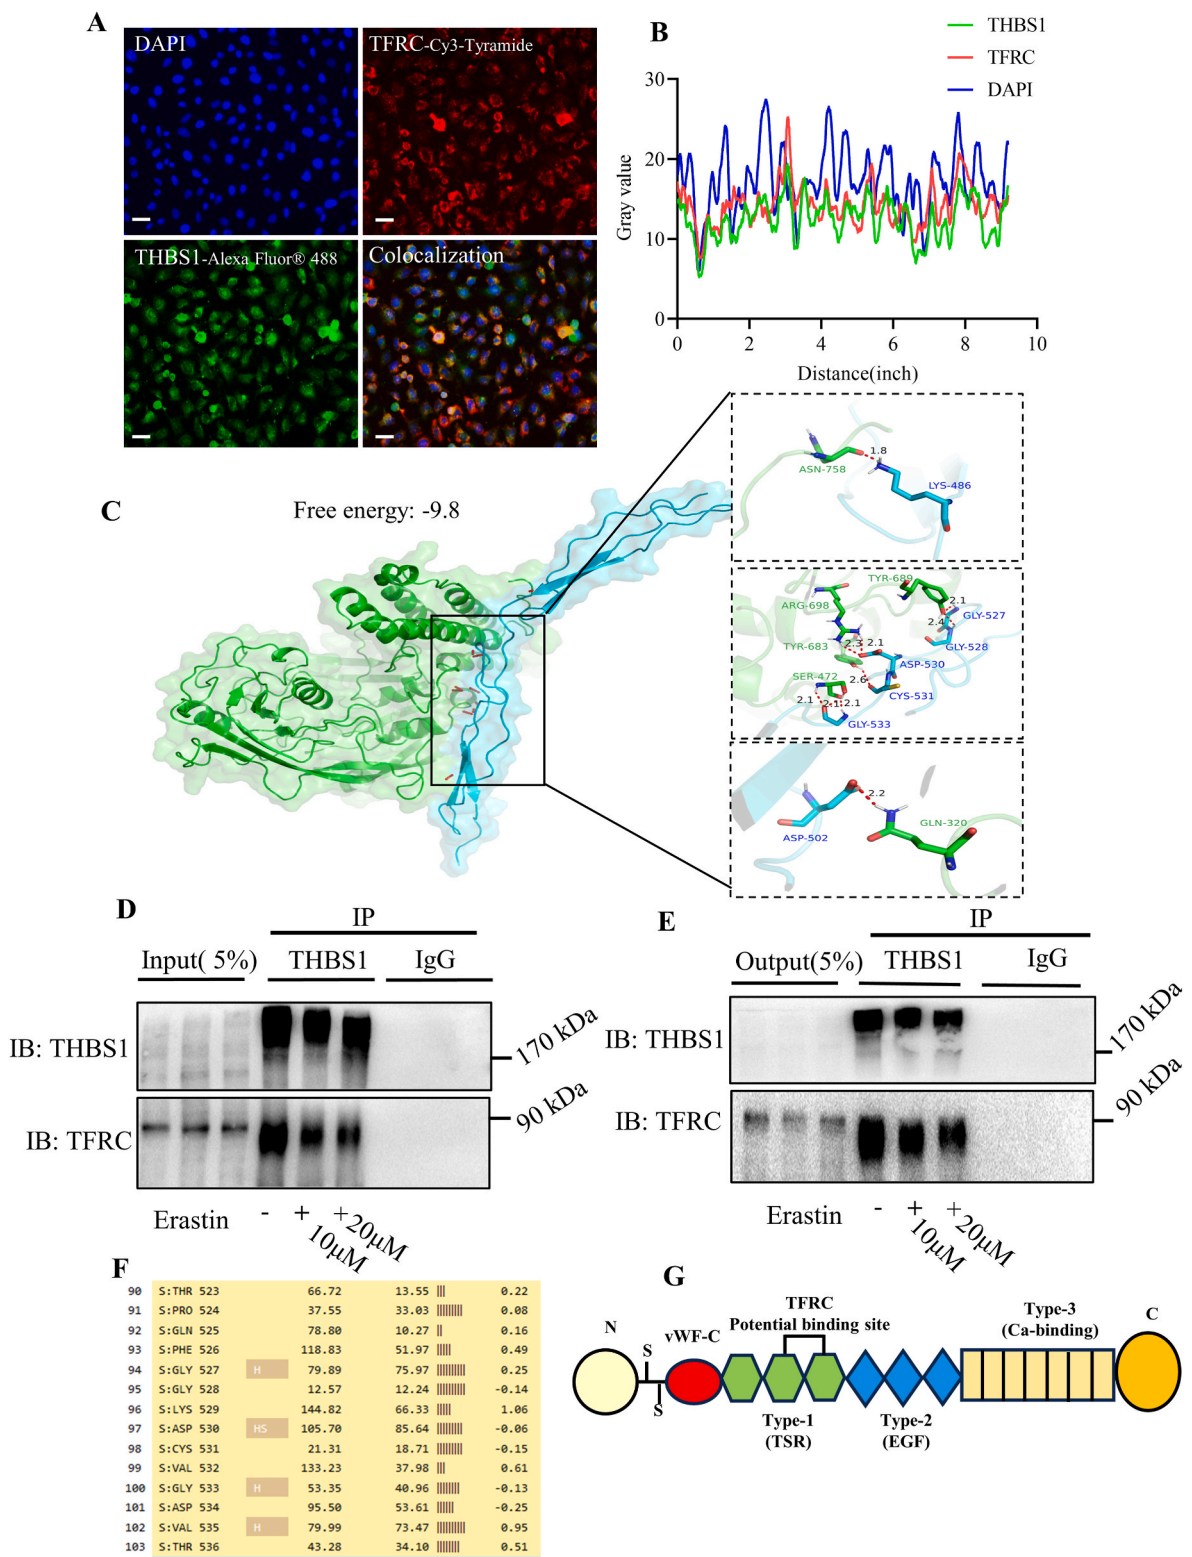 A
DAPI
TFRC-Cy3-Tyramide
THBS1-Alexa Fluor® 488
Colocalization
B
THBS1
TFRC
DAPI
30
20
10
0
Gray value
0 2 4 6 8 10
Distance(inch)
C
Free energy: -9.8
ASN-758
1.8
LYS-486
TYR-689
ARG-698
2.1
GLY-527
2.4
TYR-683
2.3
2.1
GLY-528
ASP-530
SER-472
2.6
CYS-531
2.1
2.1
2.1
GLY-533
2.2
ASP-502
GLN-320
D
IP
Input( 5%)
THBS1
IgG
IB: THBS1
170 kDa
IB: TFRC
90 kDa
Erastin
-
+
10μM
+20μM
E
IP
Output(5%)
THBS1
IgG
IB: THBS1
170 kDa
IB: TFRC
90 kDa
Erastin
-
+
10μM
+20μM
F
90 S:THR 523 66.72 13.55 ||| 0.22
91 S:PRO 524 37.55 33.03 ||||||||| 0.08
92 S:GLN 525 78.80 10.27 || 0.16
93 S:PHE 526 118.83 51.97 ||||| 0.49
94 S:GLY 527 H 79.89 75.97 |||||||||| 0.25
95 S:GLY 528 12.57 12.24 |||||||||| -0.14
96 S:LYS 529 144.82 66.33 ||||| 1.06
97 S:ASP 530 HS 105.70 85.64 ||||||||| -0.06
98 S:CYS 531 21.31 18.71 ||||||||| -0.15
99 S:VAL 532 133.23 37.98 ||| 0.61
100 S:GLY 533 H 53.35 40.96 |||||||| -0.13
101 S:ASP 534 95.50 53.61 |||||| -0.25
102 S:VAL 535 H 79.99 73.47 |||||||||| 0.95
103 S:THR 536 43.28 34.10 |||||||| 0.51
G
N
S
S
vWF-C
TFRC
Potential binding site
Type-1
(TSR)
Type-2
(EGF)
Type-3
(Ca-binding)
C